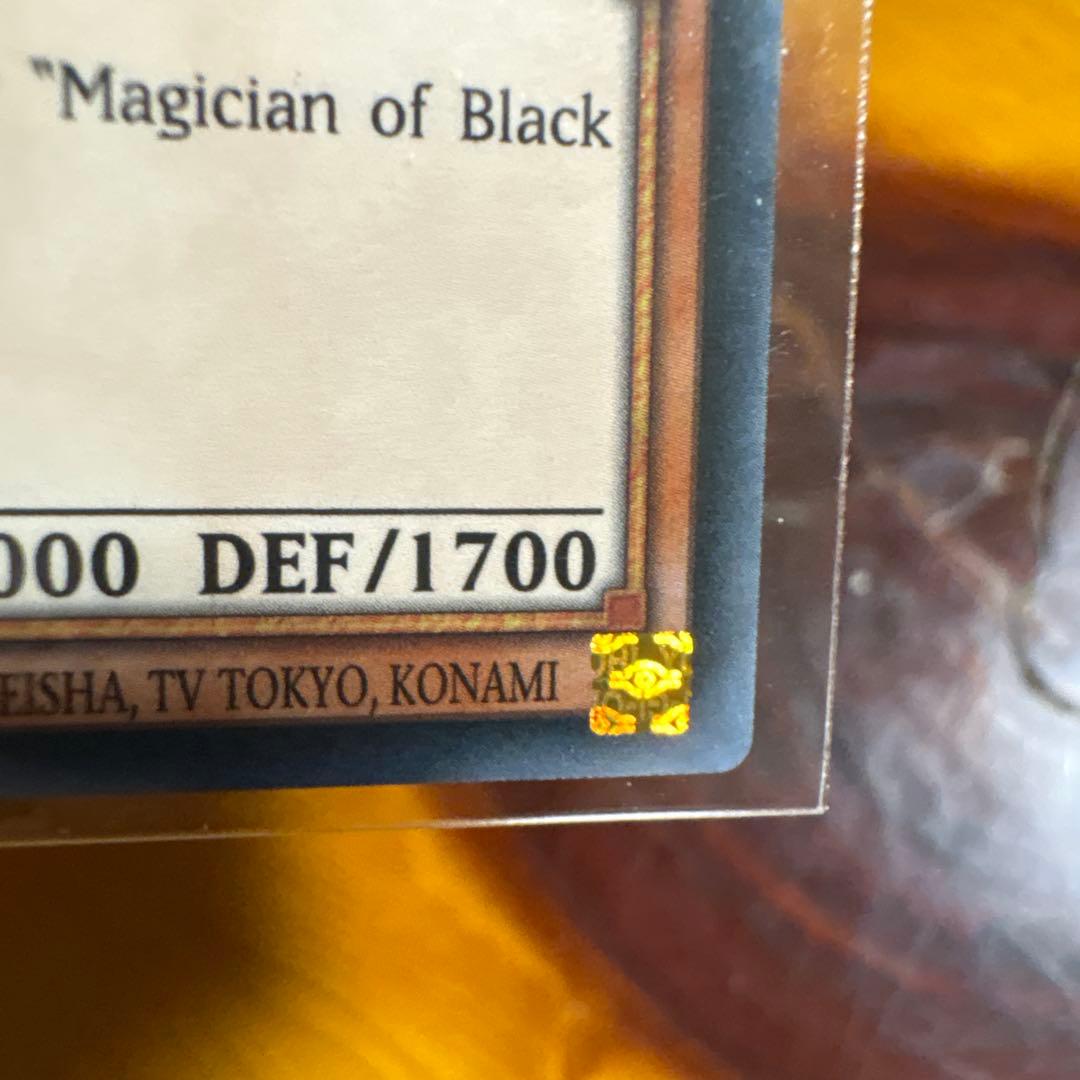 "Magician of Black
000 DEF/1700
EISHA, TV TOKYO, KONAMI